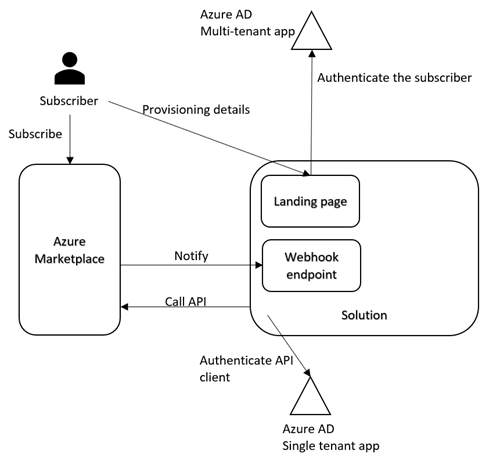 Azure AD
Multi-tenant app
Authenticate the subscriber
Subscriber
Provisioning details
Subscribe
Landing page
Azure
Marketplace
Notify
Webhook
endpoint
Call API
Solution
Authenticate API
client
Azure AD
Single tenant app